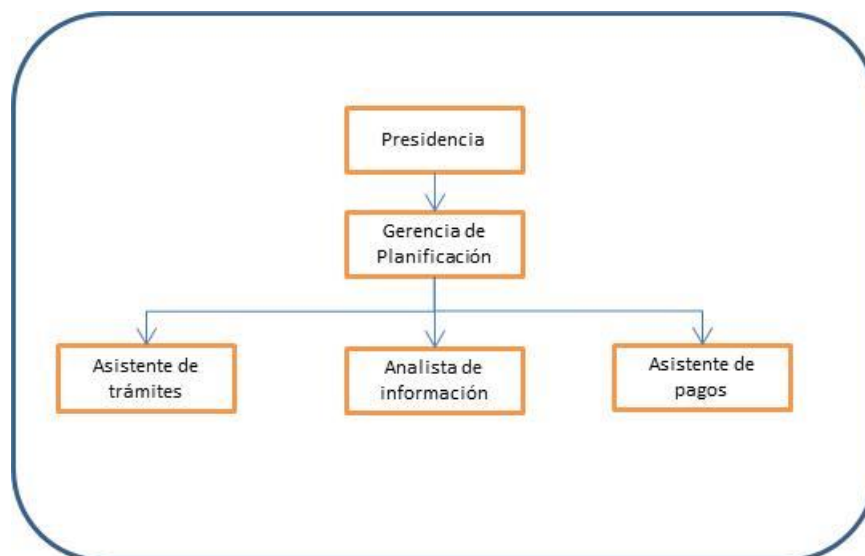 Presidencia
Gerencia de
Planificación
Asistente de
trámites
Analista de
información
Asistente de
pagos